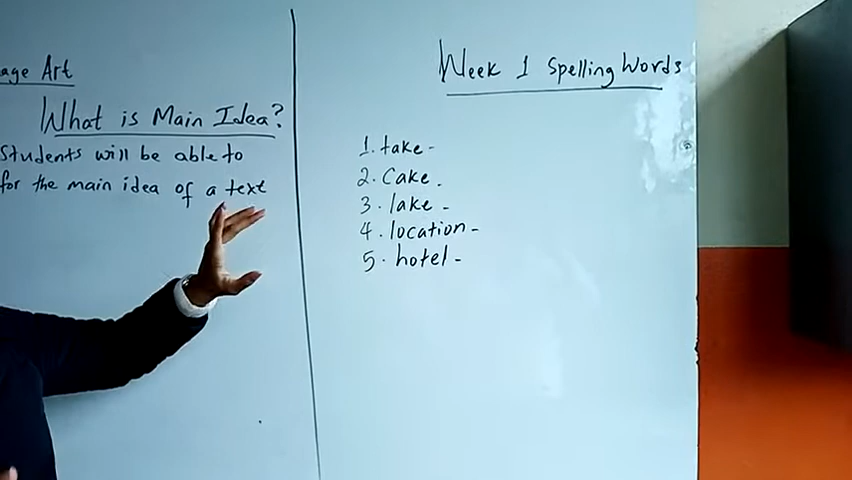 age Art
What is Main Idea?
Students will be able to
for the main idea of a text
Week 1 Spelling Words
1. take -
2. Cake.
3. lake -
4. location -
5. hotel -